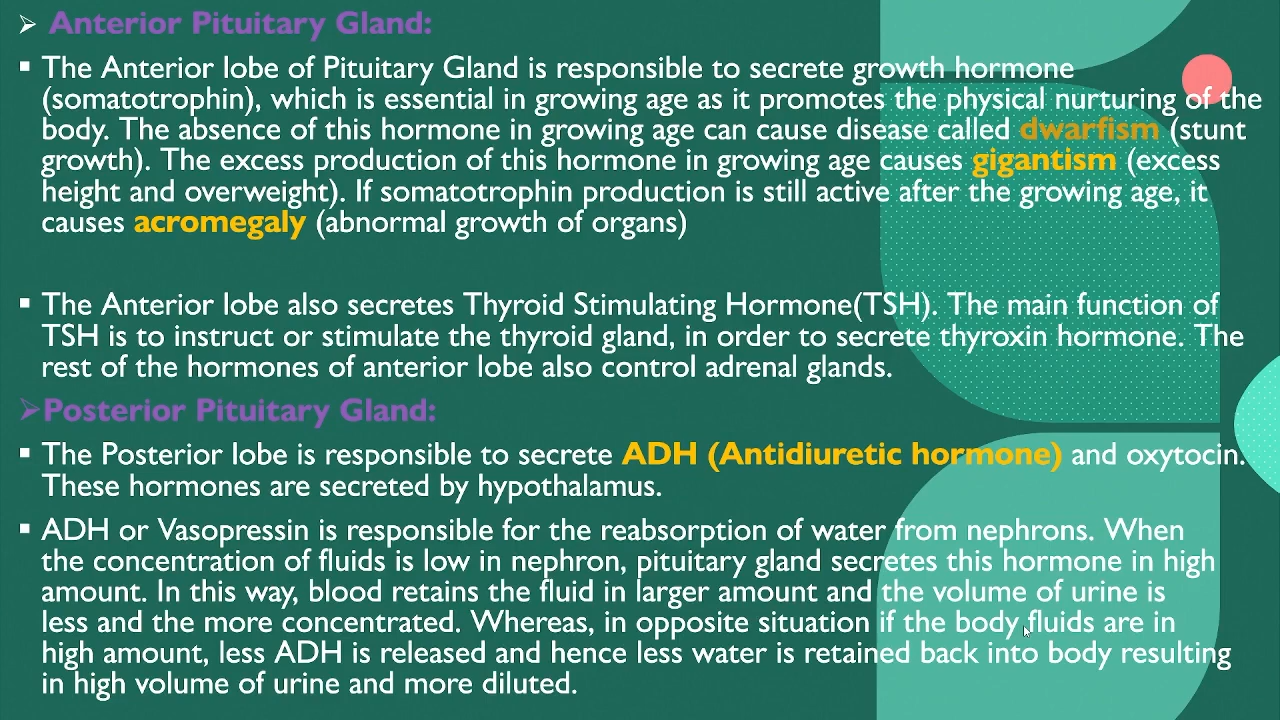 Anterior Pituitary Gland:
The Anterior lobe of Pituitary Gland is responsible to secrete growth hormone
(somatotrophin), which is essential in growing age as it promotes the physical nurturing of the
body. The absence of this hormone in growing age can cause disease called dwarfism (stunt
growth). The excess production of this hormone in growing age causes gigantism (excess
height and overweight). If somatotrophin production is still active after the growing age, it
causes acromegaly (abnormal growth of organs)
The Anterior lobe also secretes Thyroid Stimulating Hormone(TSH). The main function of
TSH is to instruct or stimulate the thyroid gland, in order to secrete thyroxin hormone. The
rest of the hormones of anterior lobe also control adrenal glands.
Posterior Pituitary Gland:
The Posterior lobe is responsible to secrete ADH (Antidiuretic hormone) and oxytocin.
These hormones are secreted by hypothalamus.
ADH or Vasopressin is responsible for the reabsorption of water from nephrons. When
the concentration of fluids is low in nephron, pituitary gland secretes this hormone in high
amount. In this way, blood retains the fluid in larger amount and the volume of urine is
less and the more concentrated. Whereas, in opposite situation if the body fluids are in
high amount, less ADH is released and hence less water is retained back into body resulting
in high volume of urine and more diluted.